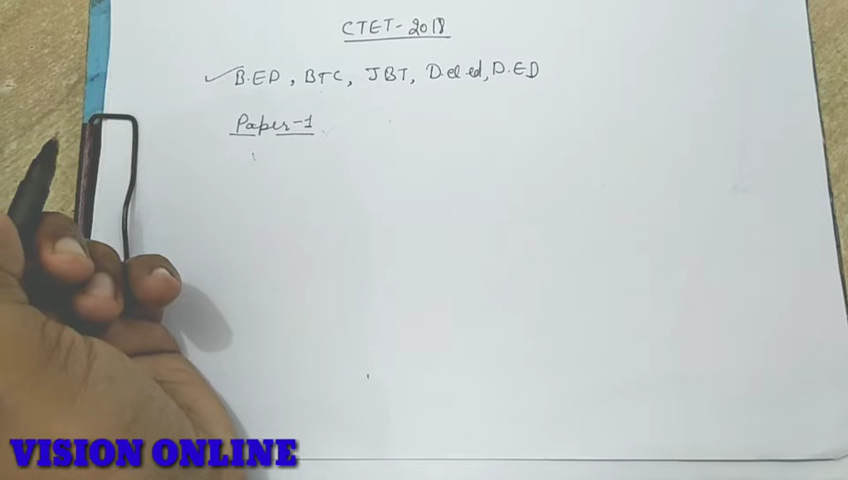 CTET-2018
B.ED, BTC, JBT, D.el.ed, D.ED
Paper-1
VISION ONLINE